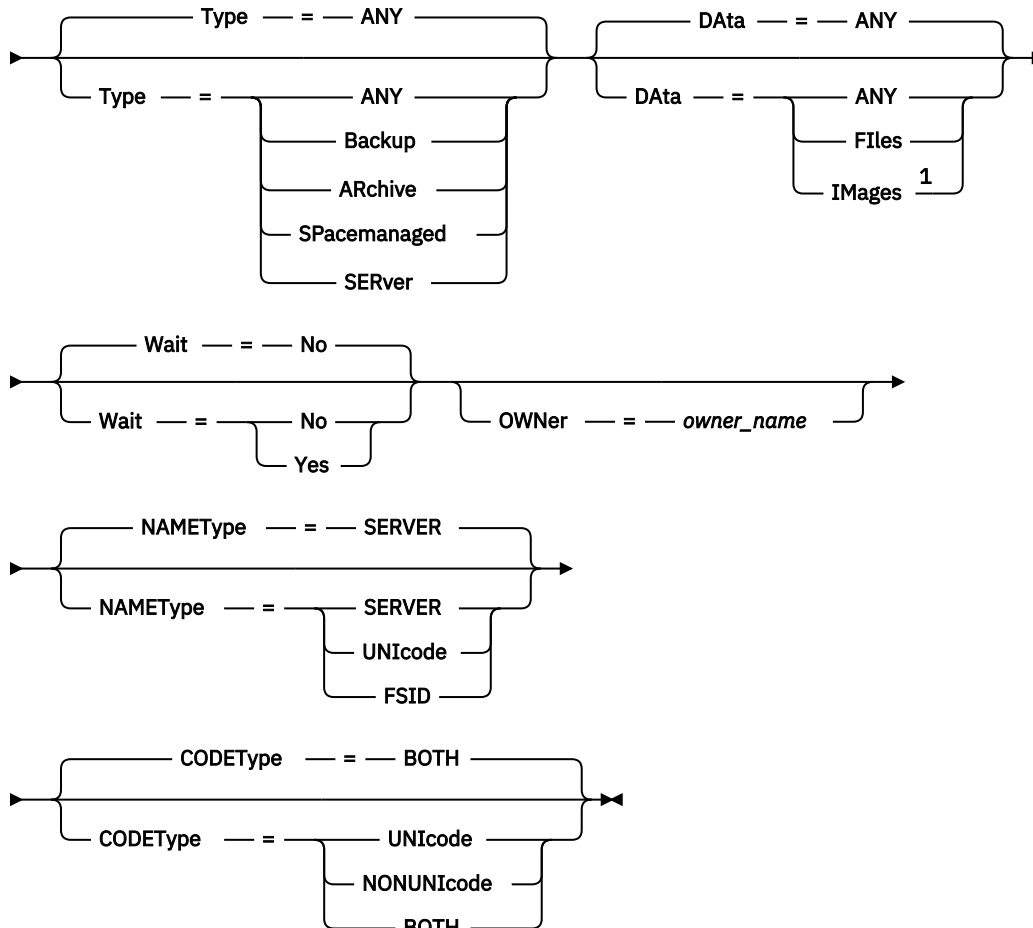 Type = ANY DAta = ANY
Type = ANY DAta = ANY
Backup FIles
ARchive IMages 1
SPacemanaged
SERver
Wait = No
Wait = No OWNer = owner_name
Yes
NAMEType = SERVER
NAMEType = SERVER
UNIcode
FSID
CODEType = BOTH
CODEType = UNIcode
NONUNIcode
BOTH